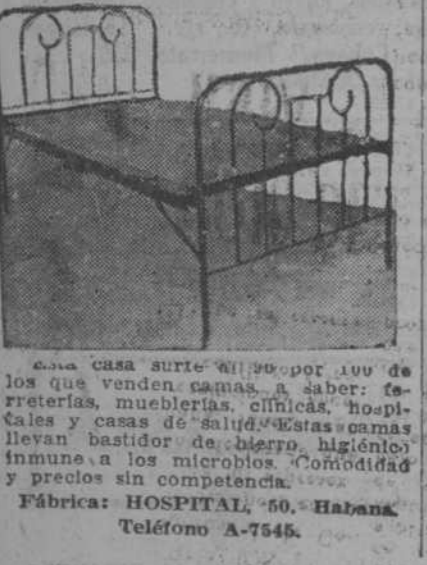 Esta casa surte al 90 por 100 de
los que venden camas, a saber: fe-
rreterías, mueblerías, clínicas, hospi-
tales y casas de salud. Estas camas
llevan bastidor de hierro higiénico
inmune a los microbios. Comodidad
y precios sin competencia.
Fábrica: HOSPITAL, 50. Habana.
Teléfono A-7545.